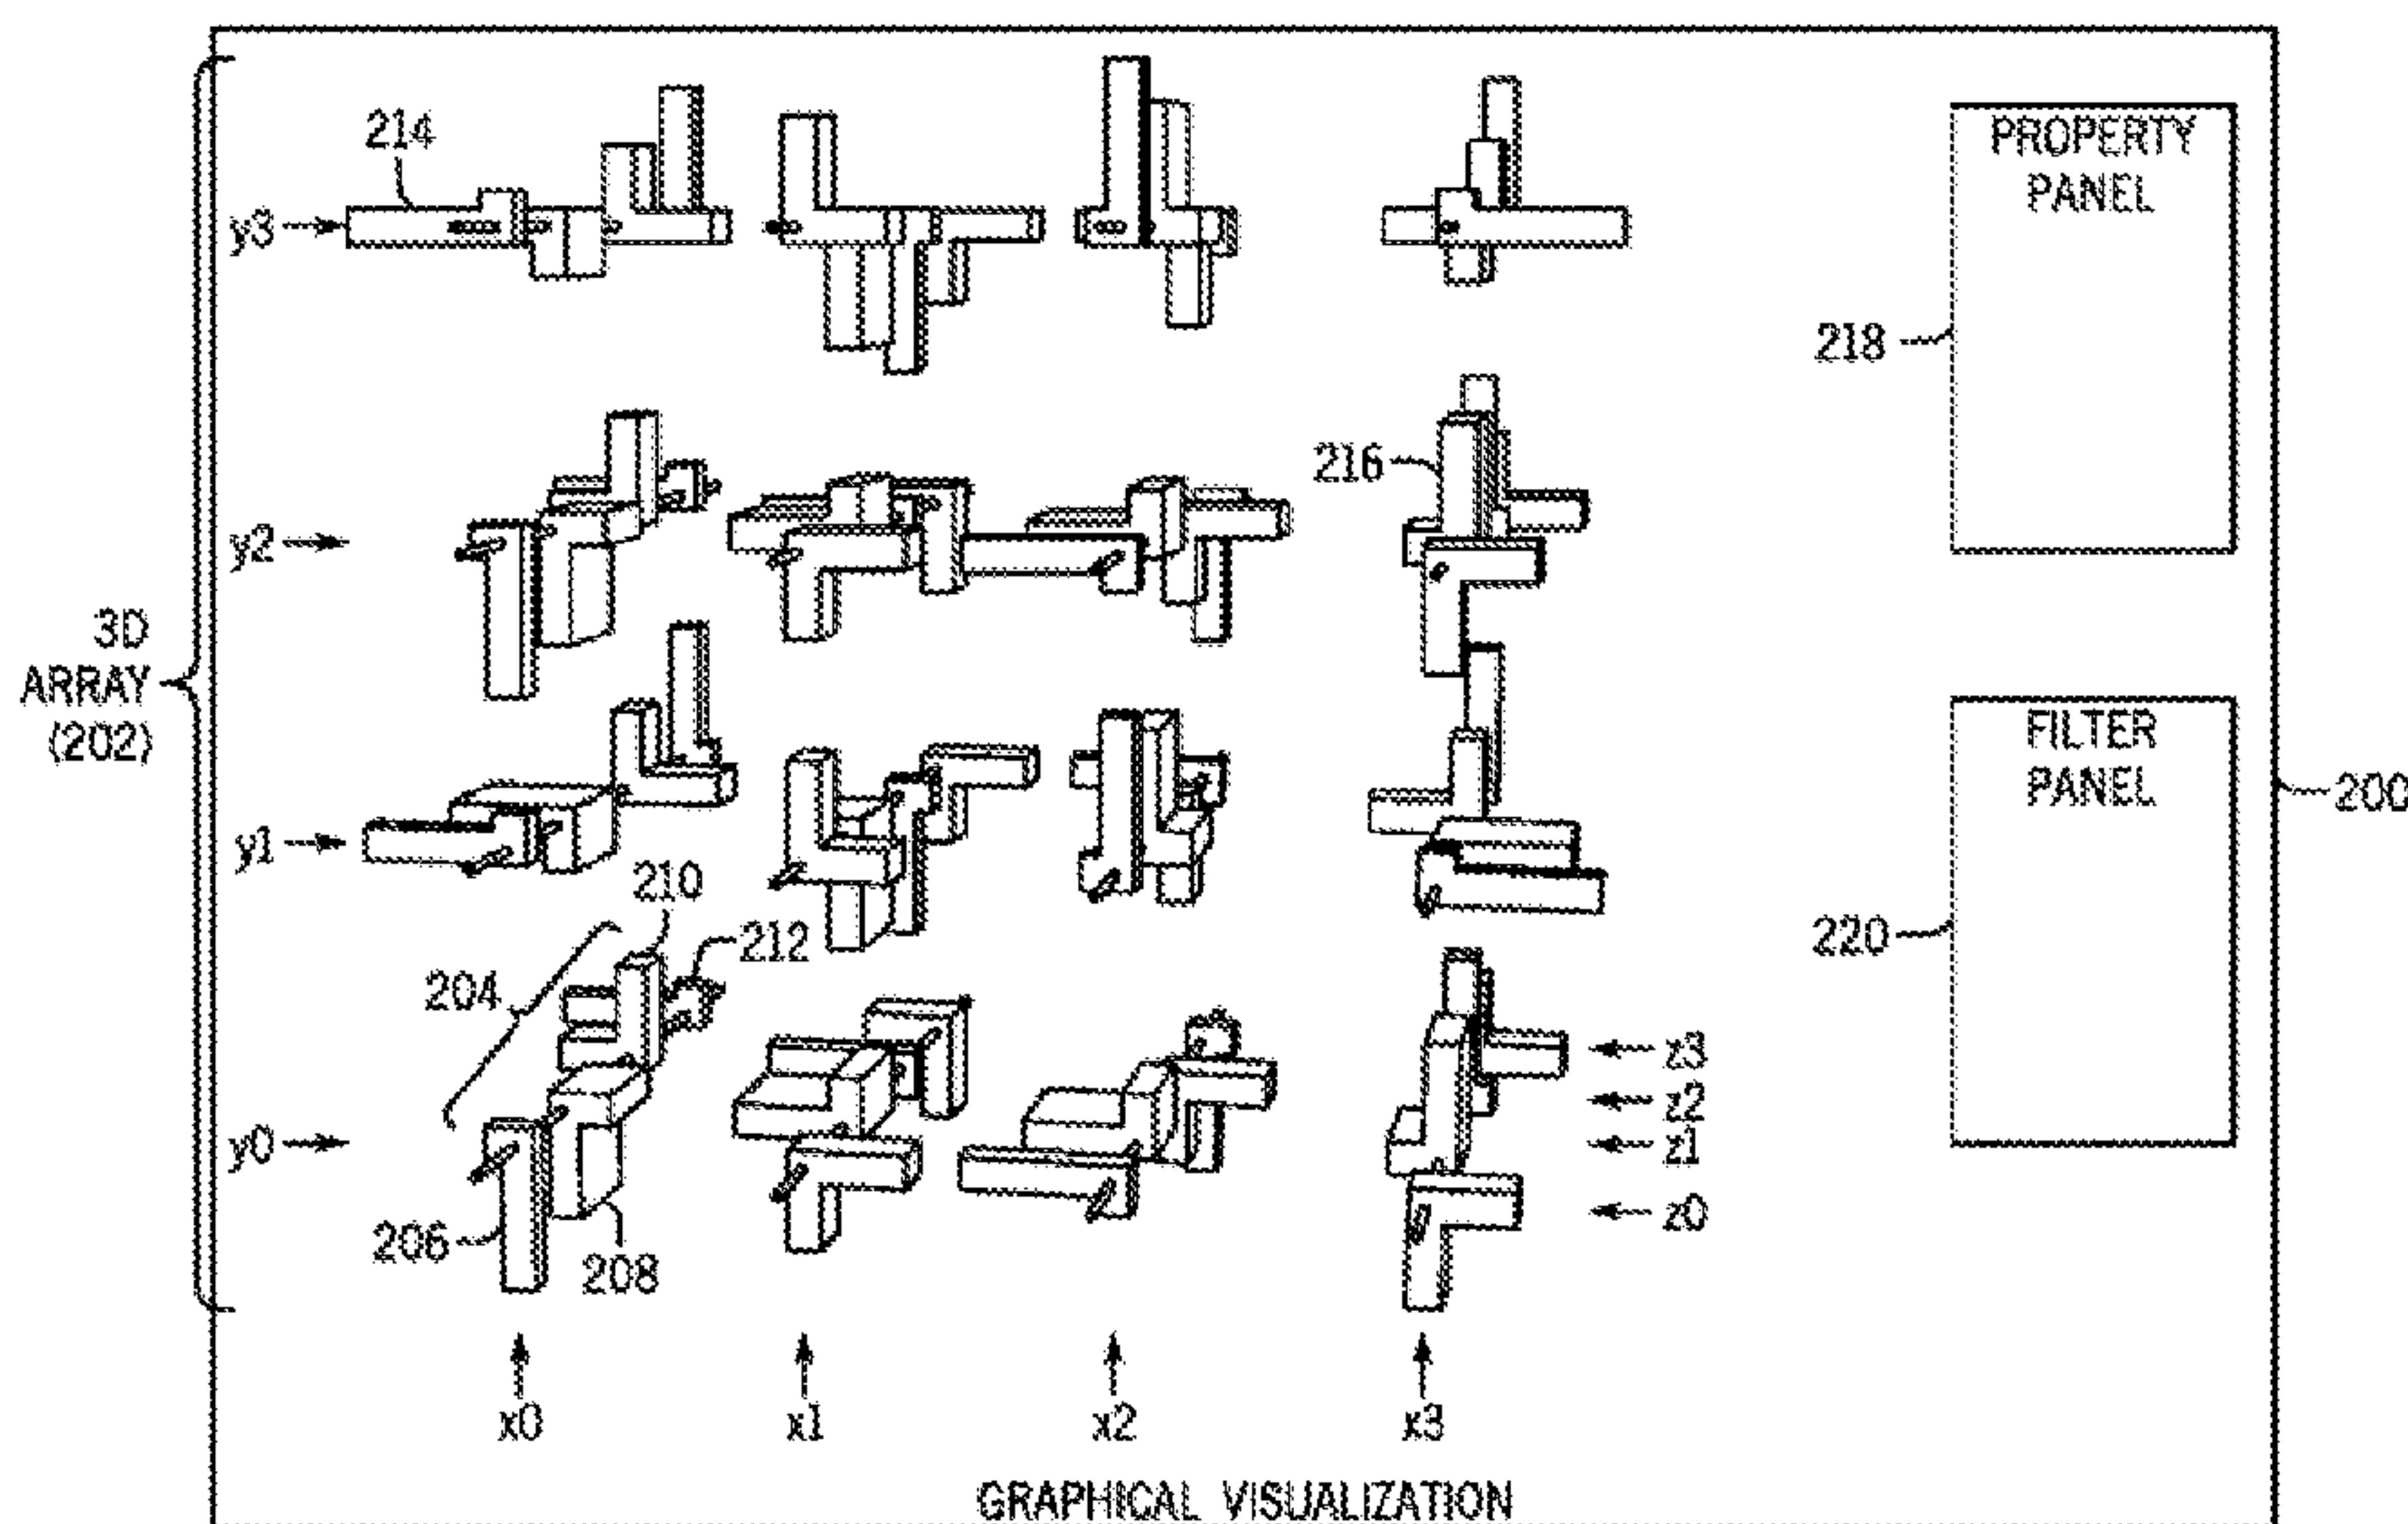 214
PROPERTY
PANEL
y3
218
216
y2
3D
ARRAY
(202)
FILTER
PANEL
200
y1
210
212
220
204
z3
z2
y0
z1
z0
206
208
x0
x1
x2
x3
GRAPHICAL VISUALIZATION